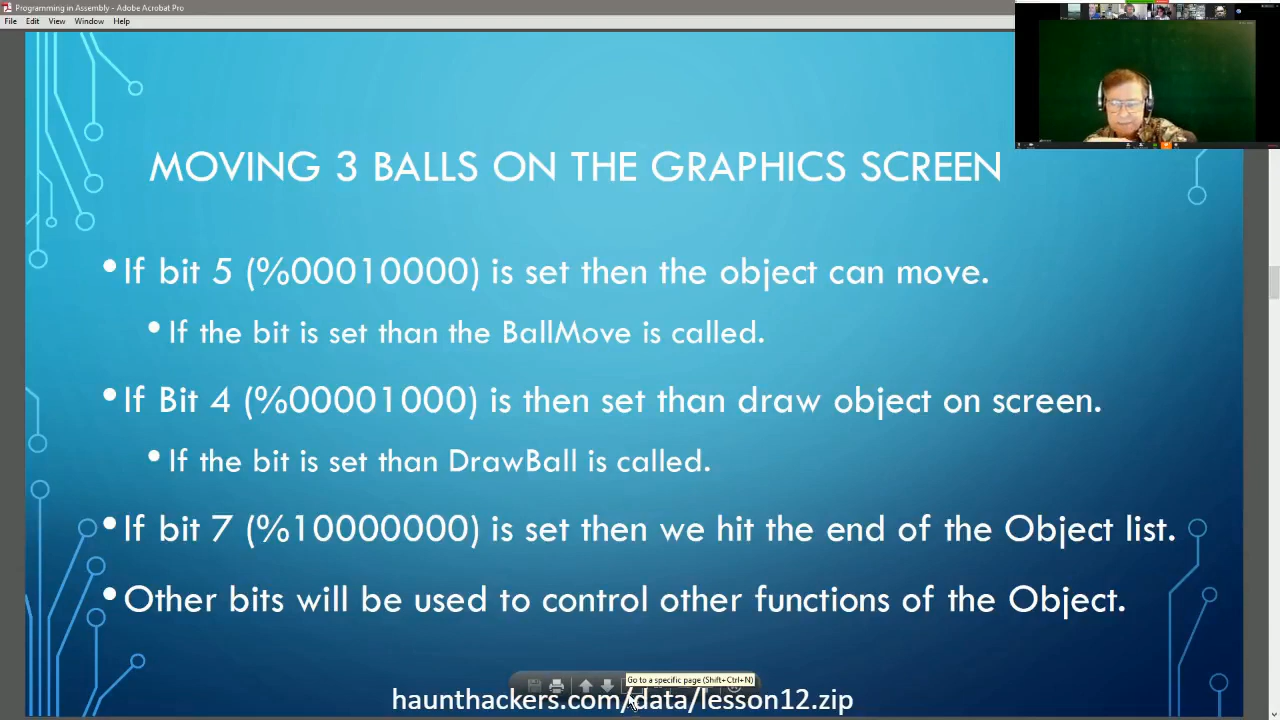 Programming in Assembly - Adobe Acrobat Pro
File Edit View Window Help
MOVING 3 BALLS ON THE GRAPHICS SCREEN
•If bit 5 (%00010000) is set then the object can move.
•If the bit is set than the BallMove is called.
•If Bit 4 (%00001000) is then set than draw object on screen.
•If the bit is set than DrawBall is called.
•If bit 7 (%10000000) is set then we hit the end of the Object list.
•Other bits will be used to control other functions of the Object.
Go to a specific page (Shift+Ctrl+N)
haunthackers.com/data/lesson12.zip